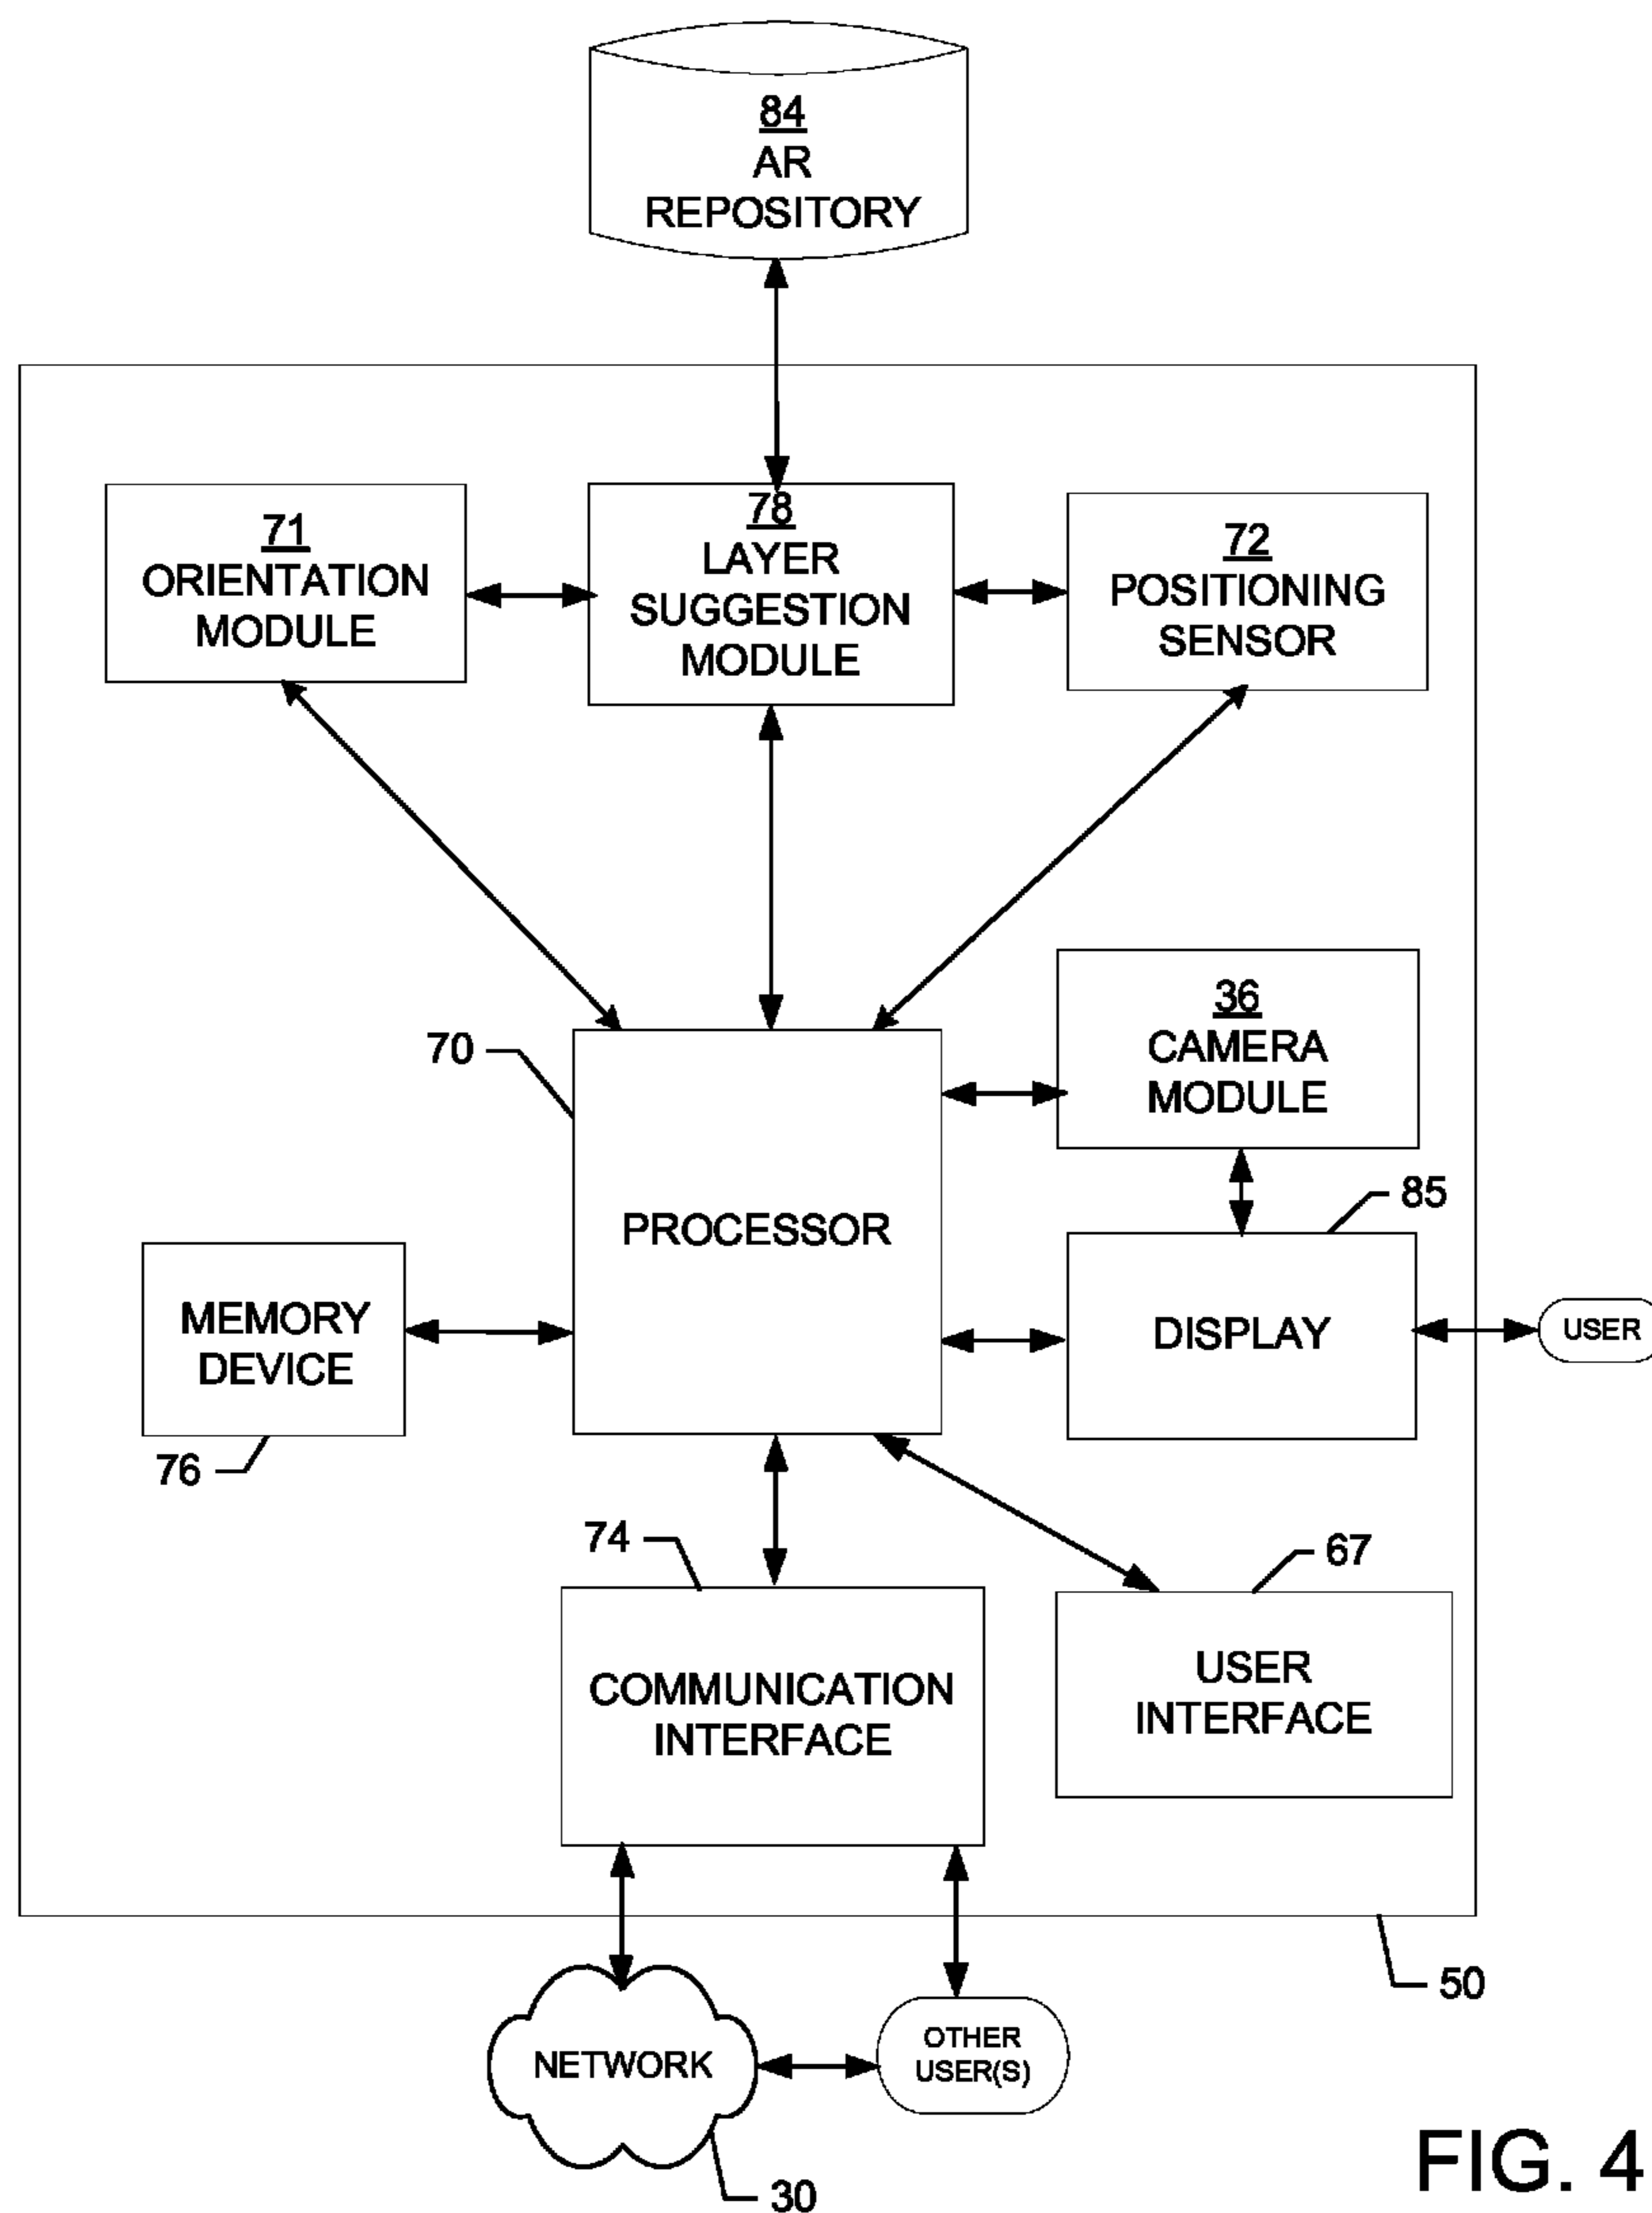 84
AR
REPOSITORY
71
ORIENTATION
MODULE
78
LAYER
SUGGESTION
MODULE
72
POSITIONING
SENSOR
36
CAMERA
MODULE
70
PROCESSOR
85
DISPLAY
USER
MEMORY
DEVICE
76
74
COMMUNICATION
INTERFACE
67
USER
INTERFACE
50
NETWORK
30
OTHER
USER(S)
FIG. 4